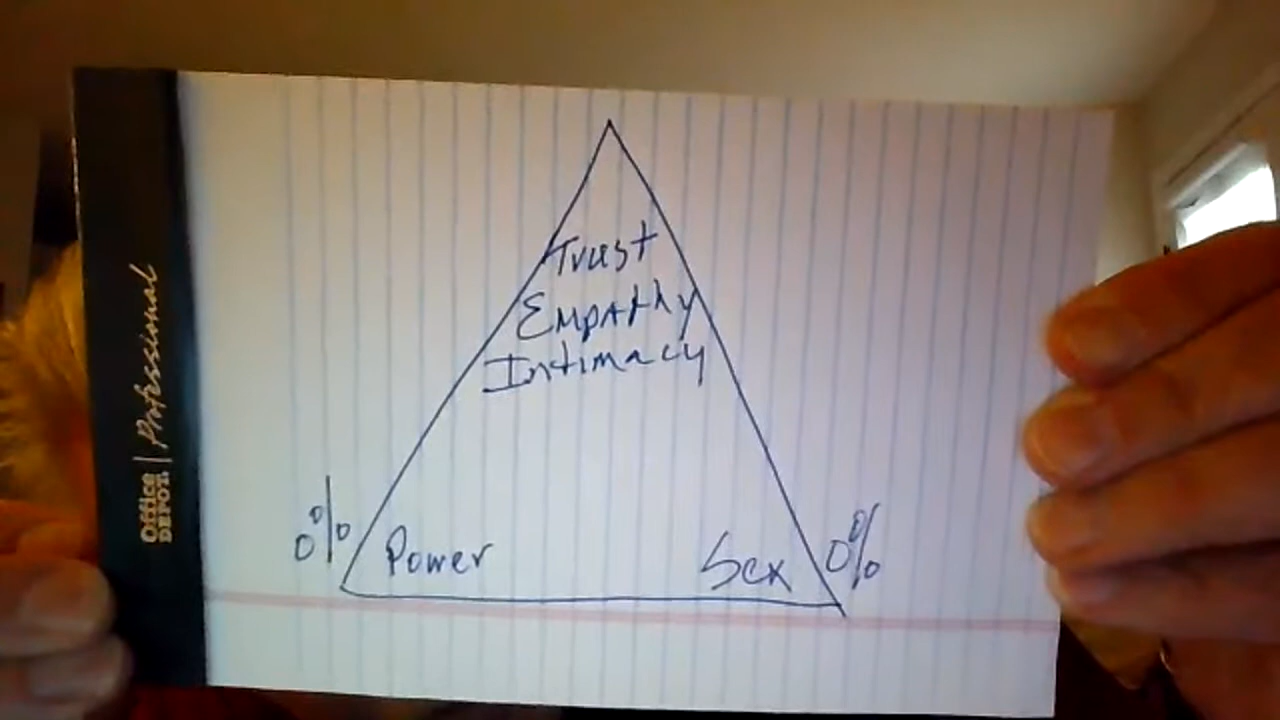 Trust
Empathy
Intimacy
0% Power Sex 0%
Office DEPOT. | Professional